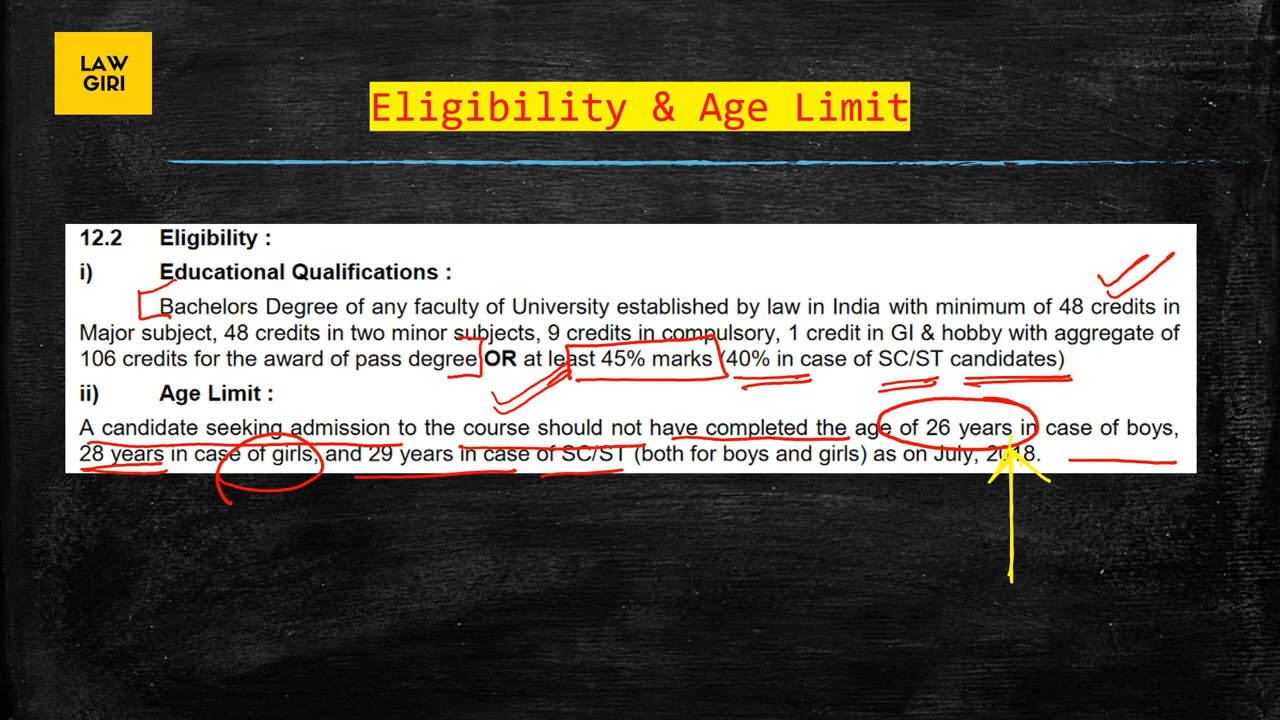 LAW
GIRI
Eligibility & Age Limit
12.2 Eligibility :
i) Educational Qualifications :
Bachelors Degree of any faculty of University established by law in India with minimum of 48 credits in
Major subject, 48 credits in two minor subjects, 9 credits in compulsory, 1 credit in GI & hobby with aggregate of
106 credits for the award of pass degree OR at least 45% marks (40% in case of SC/ST candidates)
ii) Age Limit :
A candidate seeking admission to the course should not have completed the age of 26 years in case of boys,
28 years in case of girls, and 29 years in case of SC/ST (both for boys and girls) as on July, 2018.